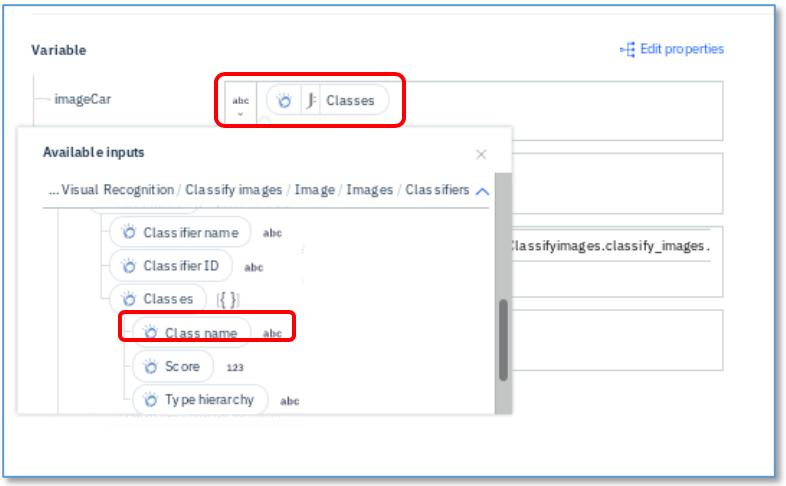 Variable
Edit properties
imageCar
abc
Classes
Available inputs
... Visual Recognition / Classify images / Image / Images / Classifiers
Classifier name abc
Classifier ID abc
Classifyimages.classify_images.
Classes [{ }]
Class name abc
Score 123
Type hierarchy abc